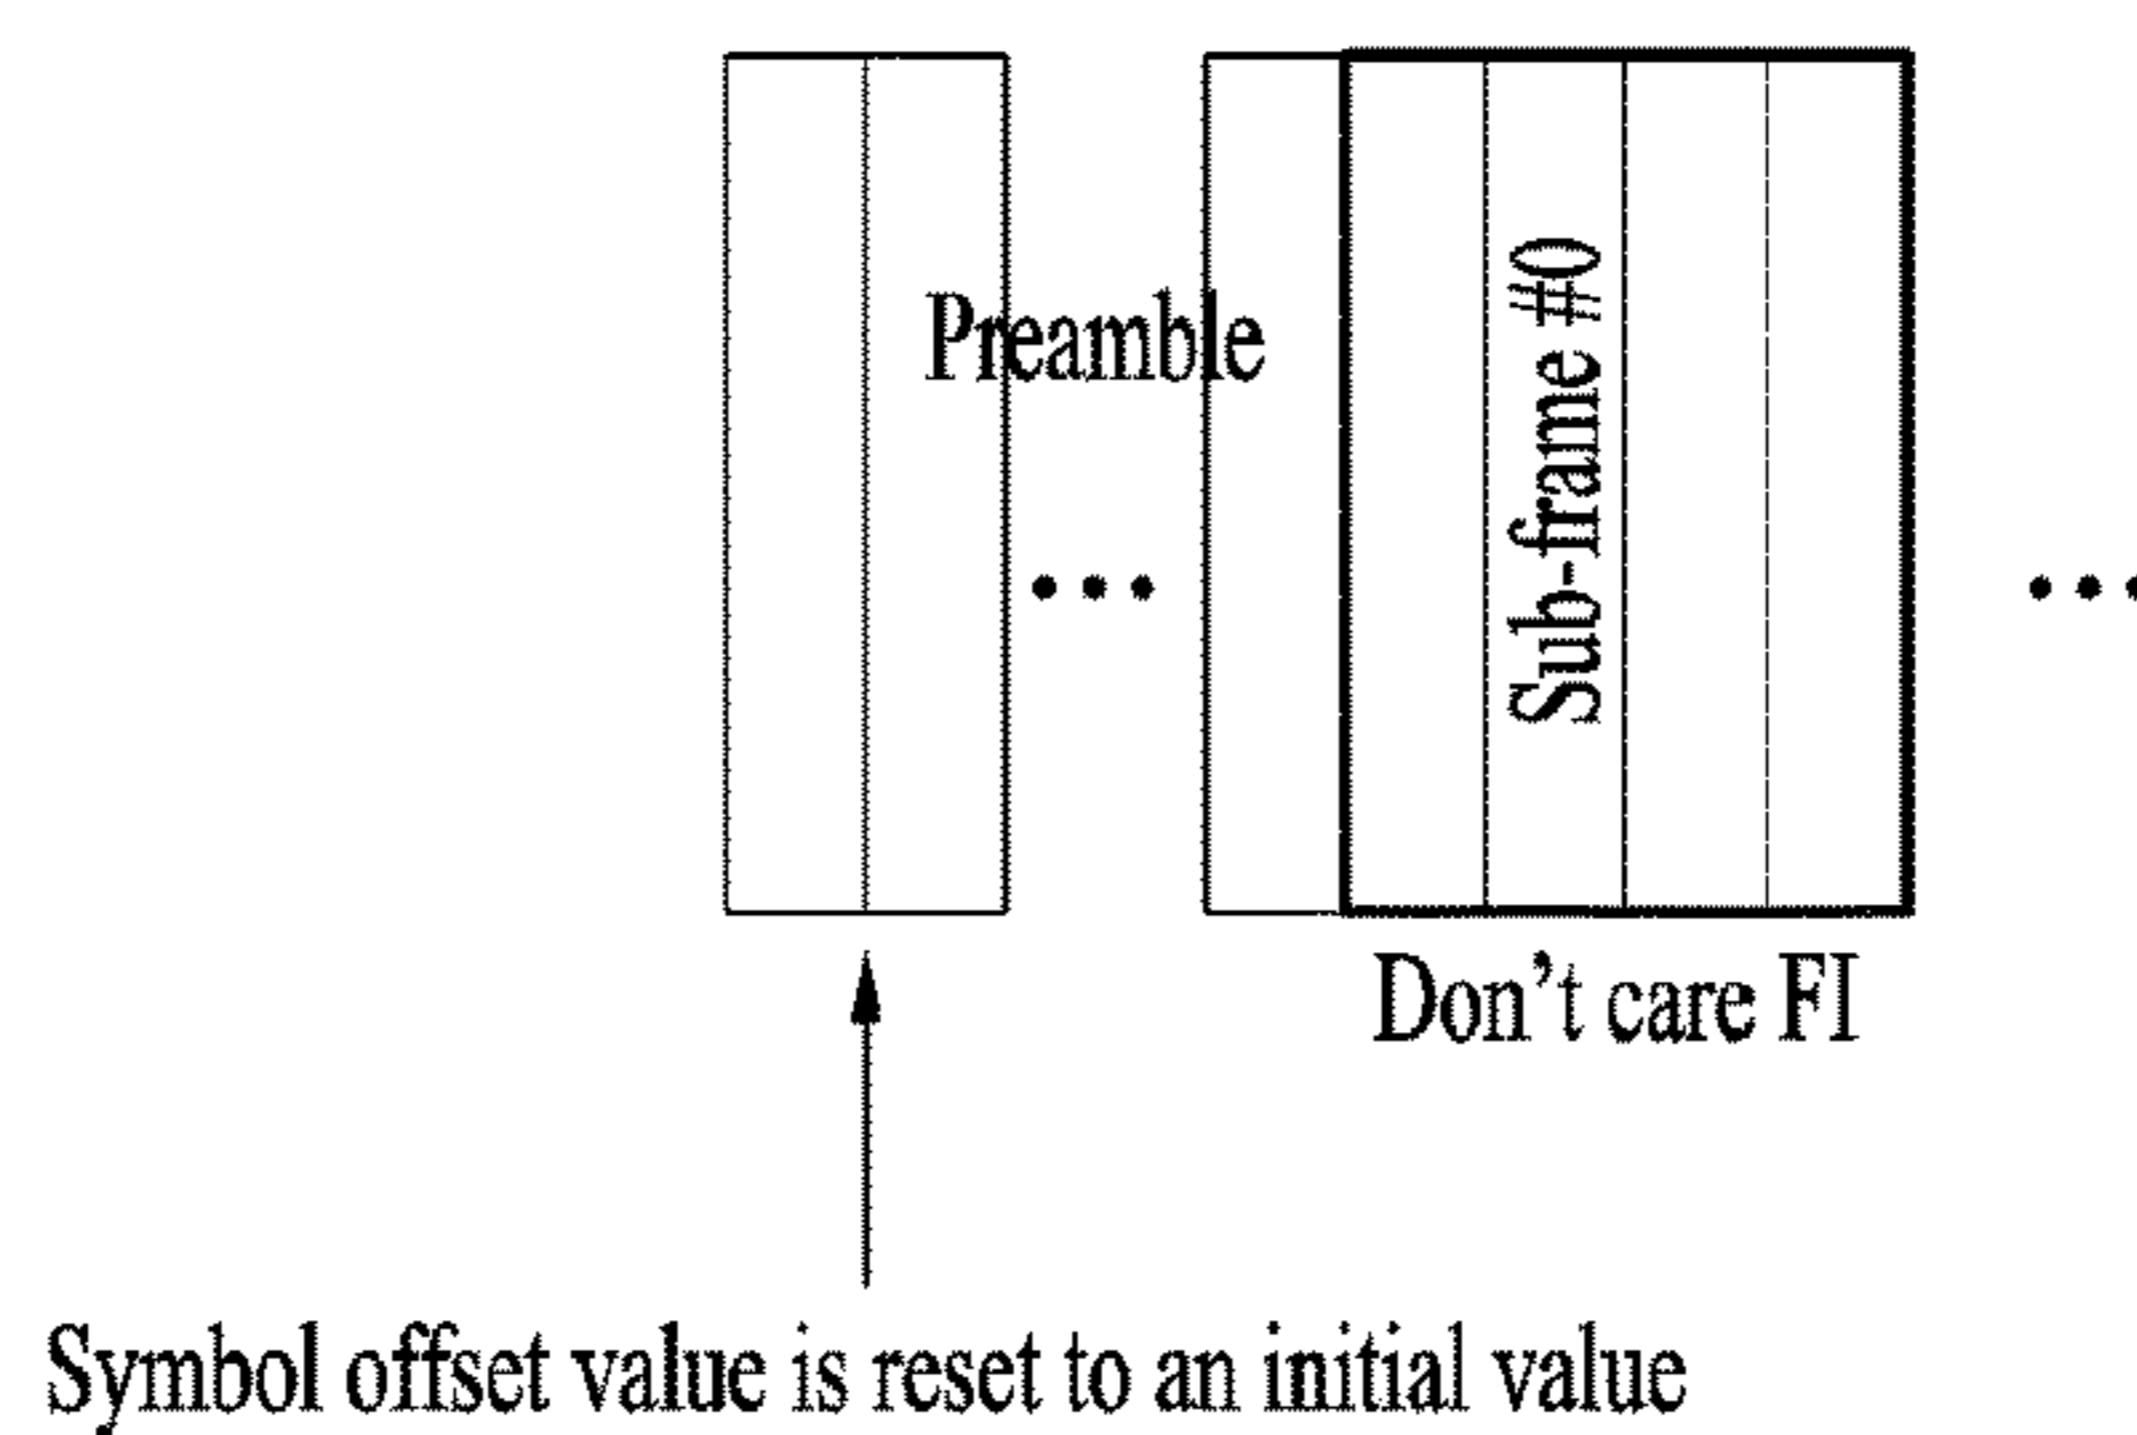 Preamble
Sub-frame #0
Don't care FI
Symbol offset value is reset to an initial value